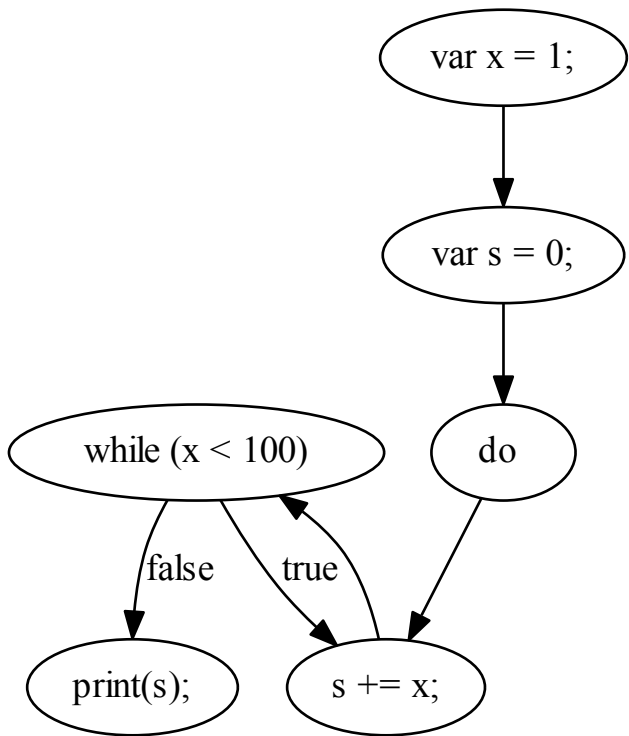 var x = 1;
var s = 0;
do
while (x < 100)
false
true
print(s);
s += x;